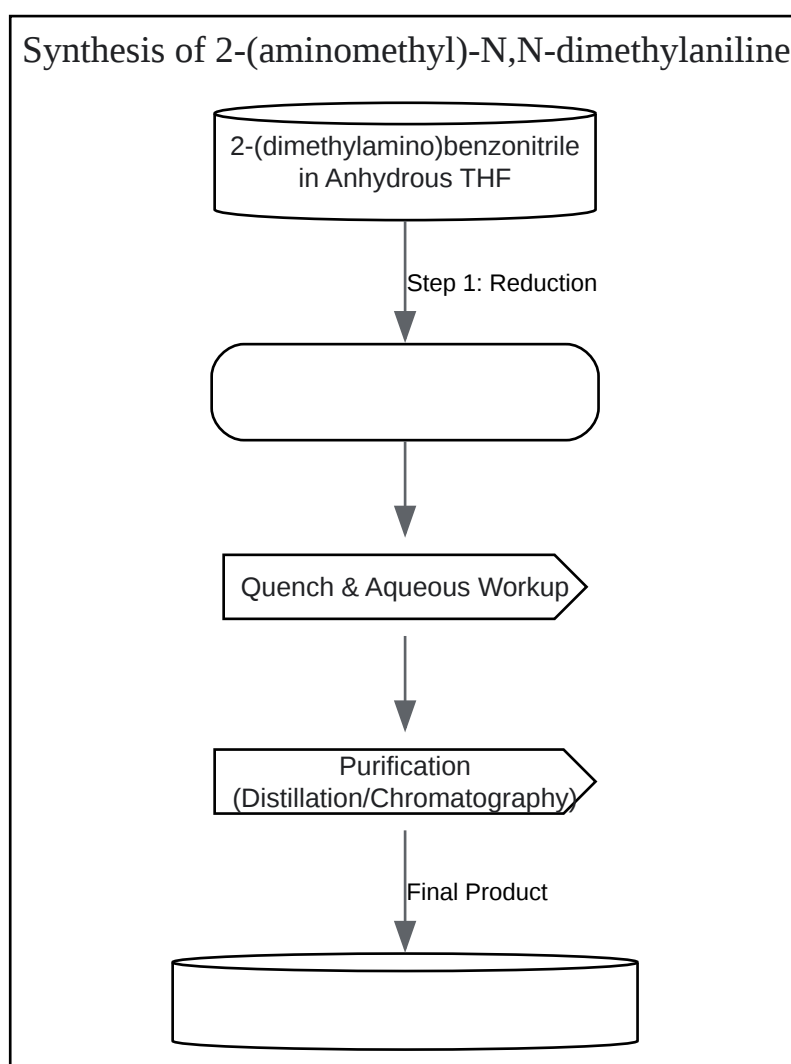 Synthesis of 2-(aminomethyl)-N,N-dimethylaniline
2-(dimethylamino)benzonitrile
in Anhydrous THF
Step 1: Reduction
Quench & Aqueous Workup
Purification
(Distillation/Chromatography)
Final Product